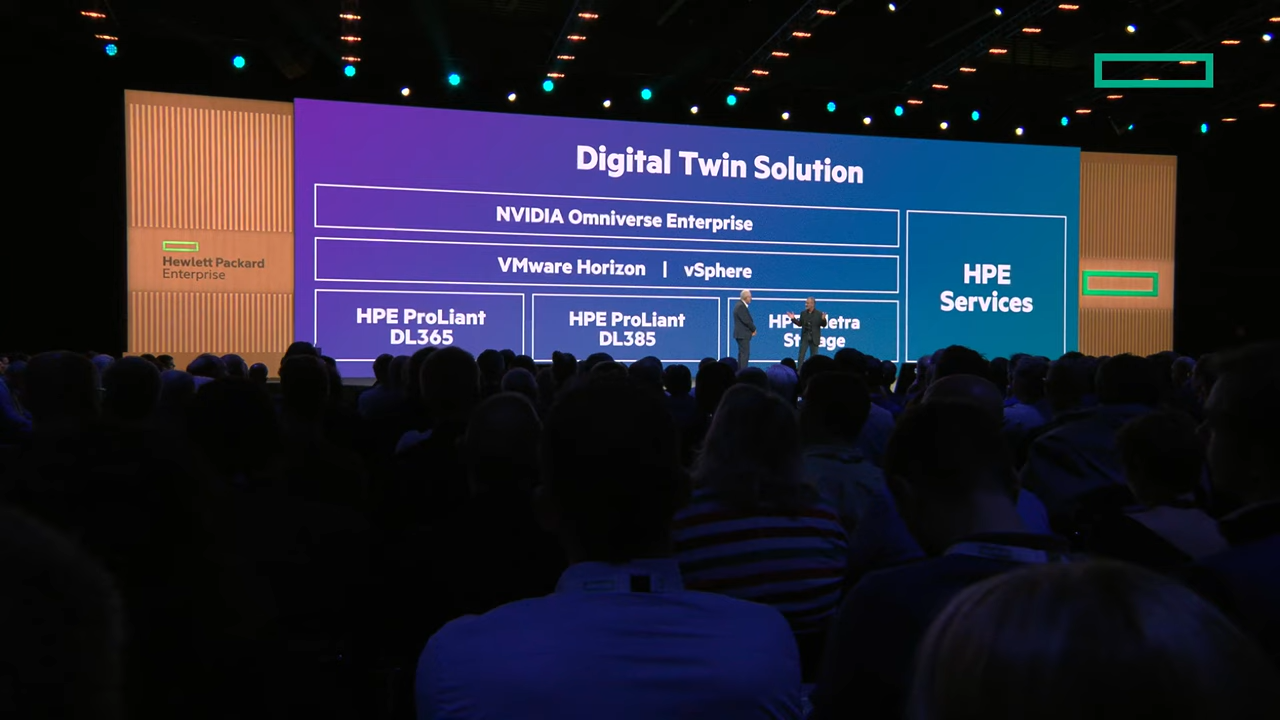 Digital Twin Solution
NVIDIA Omniverse Enterprise
VMware Horizon | vSphere
HPE ProLiant
DL365
HPE ProLiant
DL385
HPE
Services
Hewlett Packard
Enterprise